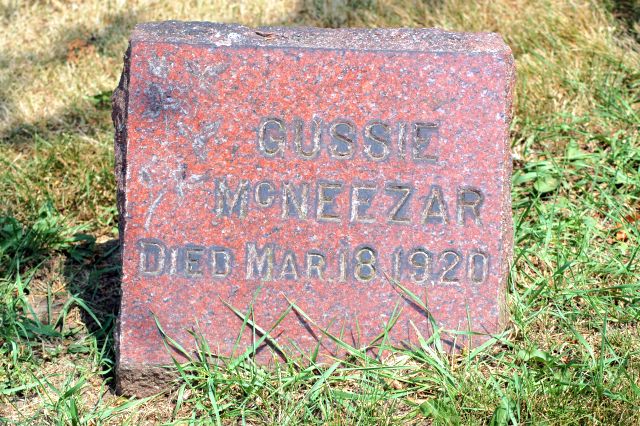 GUSSIE
McNEEZAR
DIED MAR. 18 1920